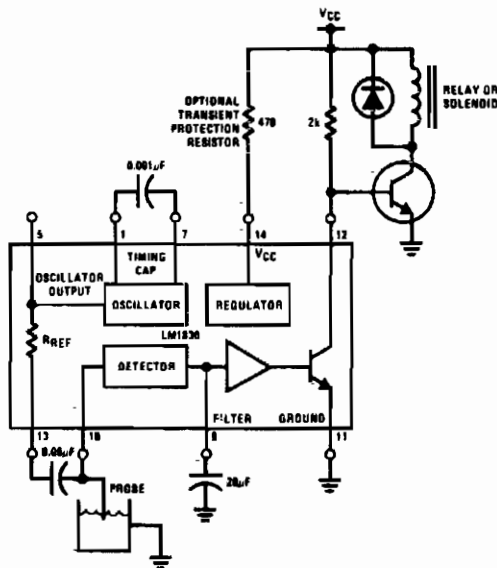 VCC
OPTIONAL
TRANSIENT
PROTECTION
RESISTOR
470
2k
RELAY OR
SOLENOID
0.001µF
5
1
7
14
12
TIMING
CAP
VCC
OSCILLATOR
OUTPUT
OSCILLATOR
REGULATOR
RREF
LM1830
DETECTOR
FILTER
GROUND
13
10
9
11
0.05µF
20µF
PROBE